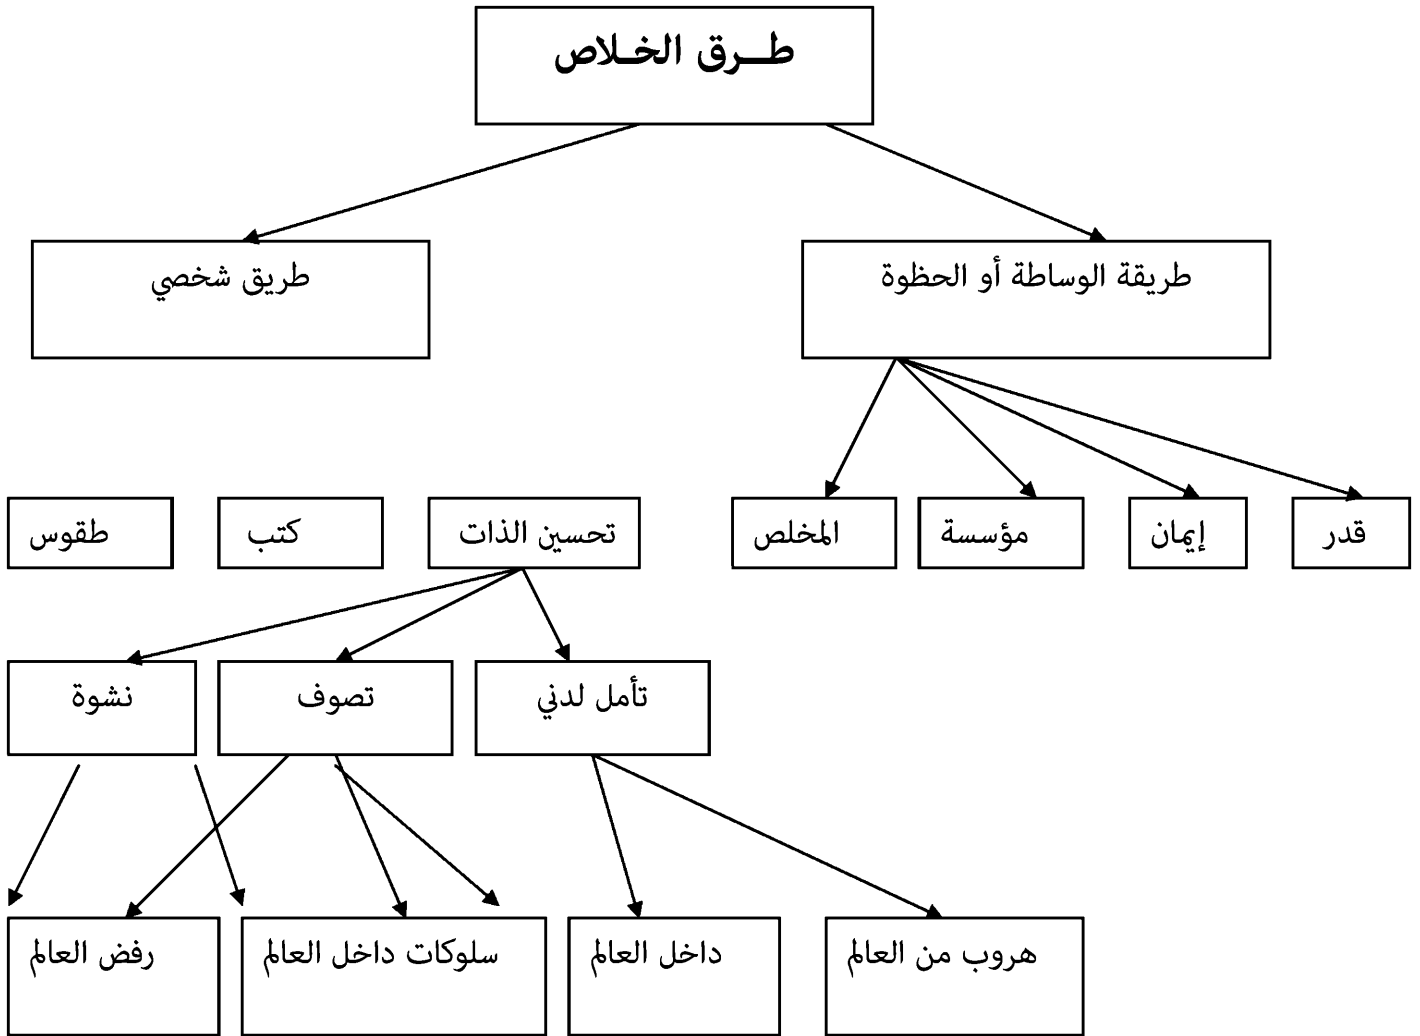 طـــرق الخـلاص
طريقة الوساطة أو الحظوة
طريق شخصي
قدر
إيمان
مؤسسة
المخلص
تحسين الذات
كتب
طقوس
تأمل لدني
تصوف
نشوة
هروب من العالم
داخل العالم
سلوكات داخل العالم
رفض العالم